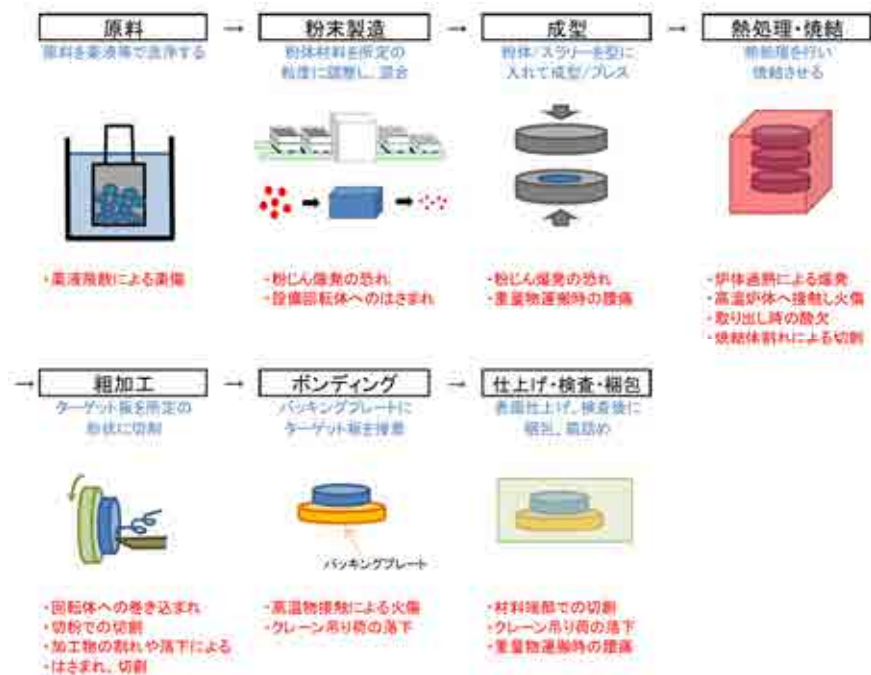 原料 → 粉末製造 → 成型 → 熱処理・焼結
原料を薬液等で洗浄する
粉体材料を所定の
粒度に調整し、混合
粉体/スラリーを型に
入れて成型/プレス
熱処理を行い
焼結させる
・薬液飛散による薬傷
・粉じん爆発の恐れ
・設備回転体へのはさまれ
・粉じん爆発の恐れ
・重量物運搬時の腰痛
・炉体過熱による爆発
・高温炉体へ接触し火傷
・取り出し時の酸欠
・焼結体割れによる切創
→ 粗加工 → ボンディング → 仕上げ・検査・梱包
ターゲット板を所定の
形状に切削
バッキングプレートに
ターゲット板を接着
表面仕上げ、検査後に
梱包、箱詰め
バッキングプレート
・回転体への巻き込まれ
・切粉での切創
・加工物の割れや落下による
・はさまれ、切創
・高温物接触による火傷
・クレーン吊り荷の落下
・材料端部での切創
・クレーン吊り荷の落下
・重量物運搬時の腰痛